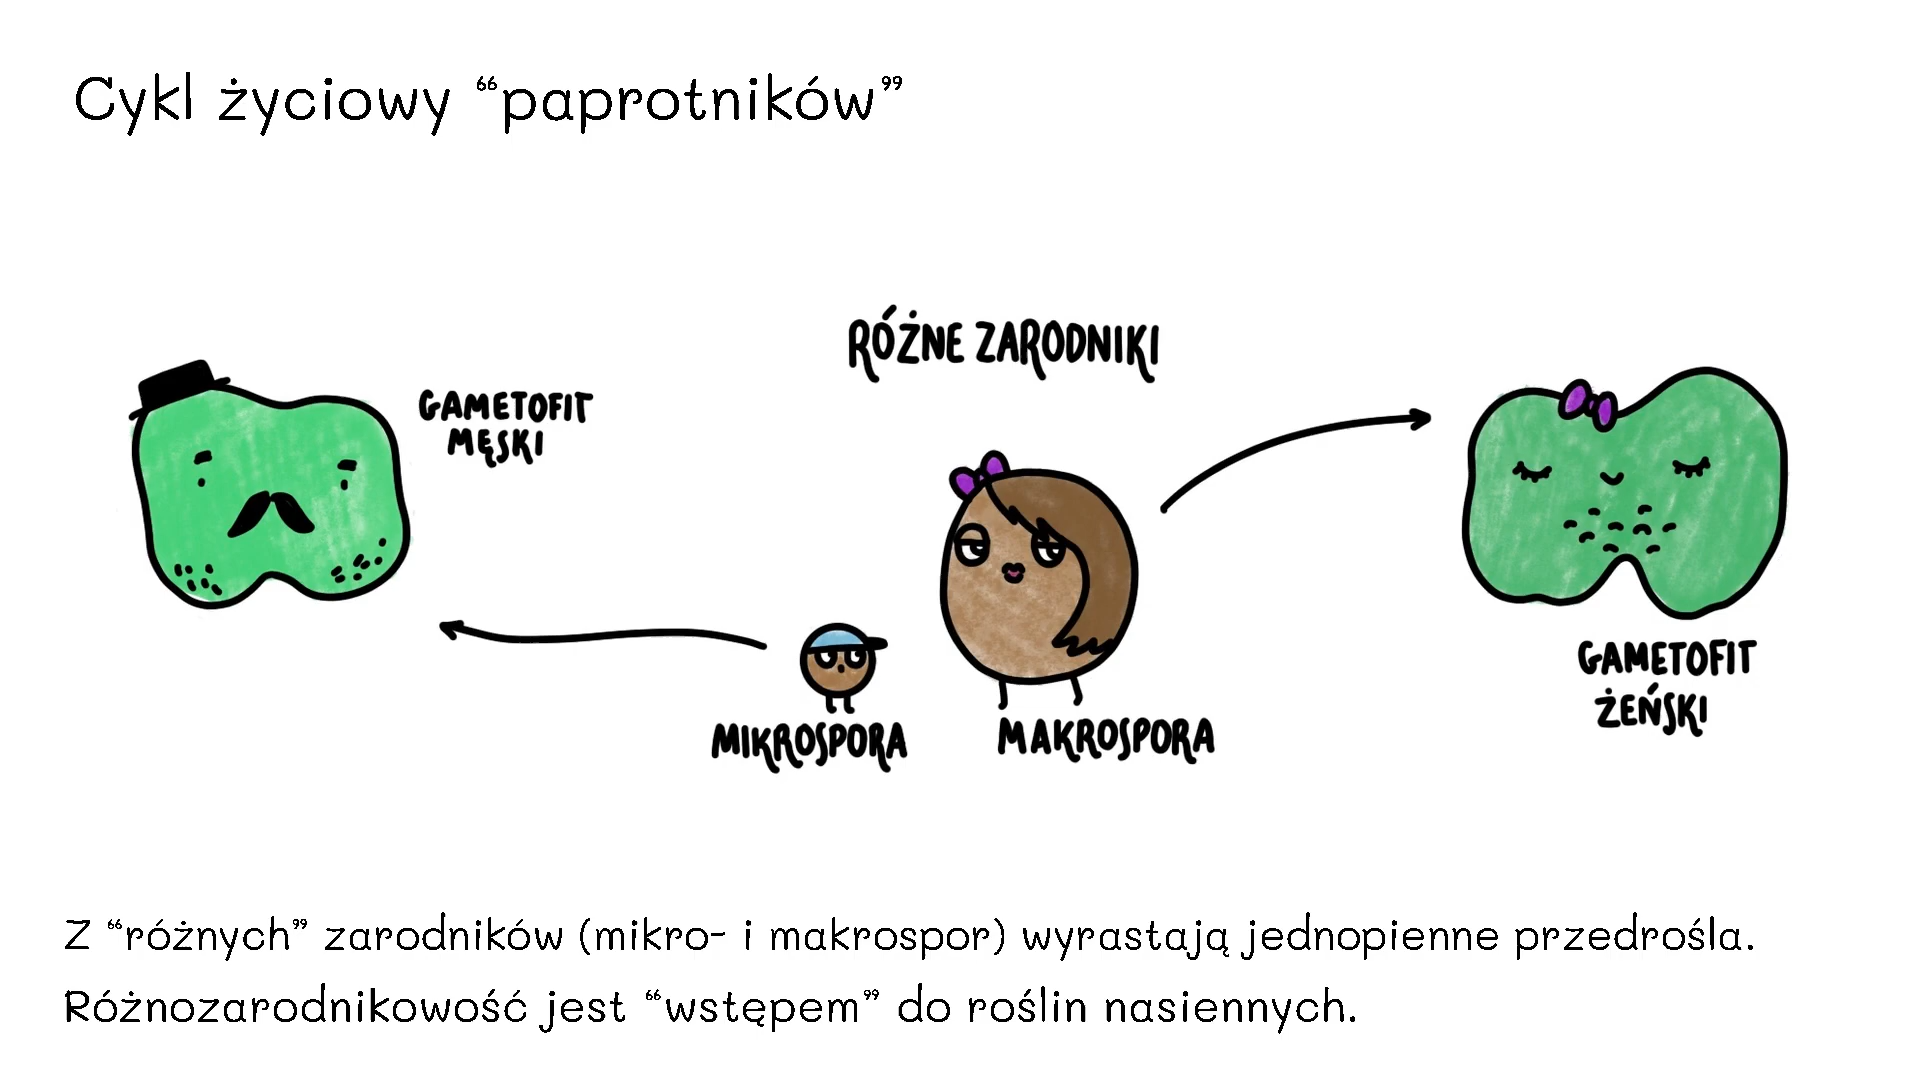 Cykl życiowy “paprotników”
RÓŻNE ZARODNIKI
GAMETOFIT
MĘSKI
GAMETOFIT
ŻEŃSKI
MIKROSPORA
MAKROSPORA
Z “różnych” zarodników (mikro- i makrospor) wyrastają jednopienne przedrośla.
Różnozarodnikowość jest “wstępem” do roślin nasiennych.